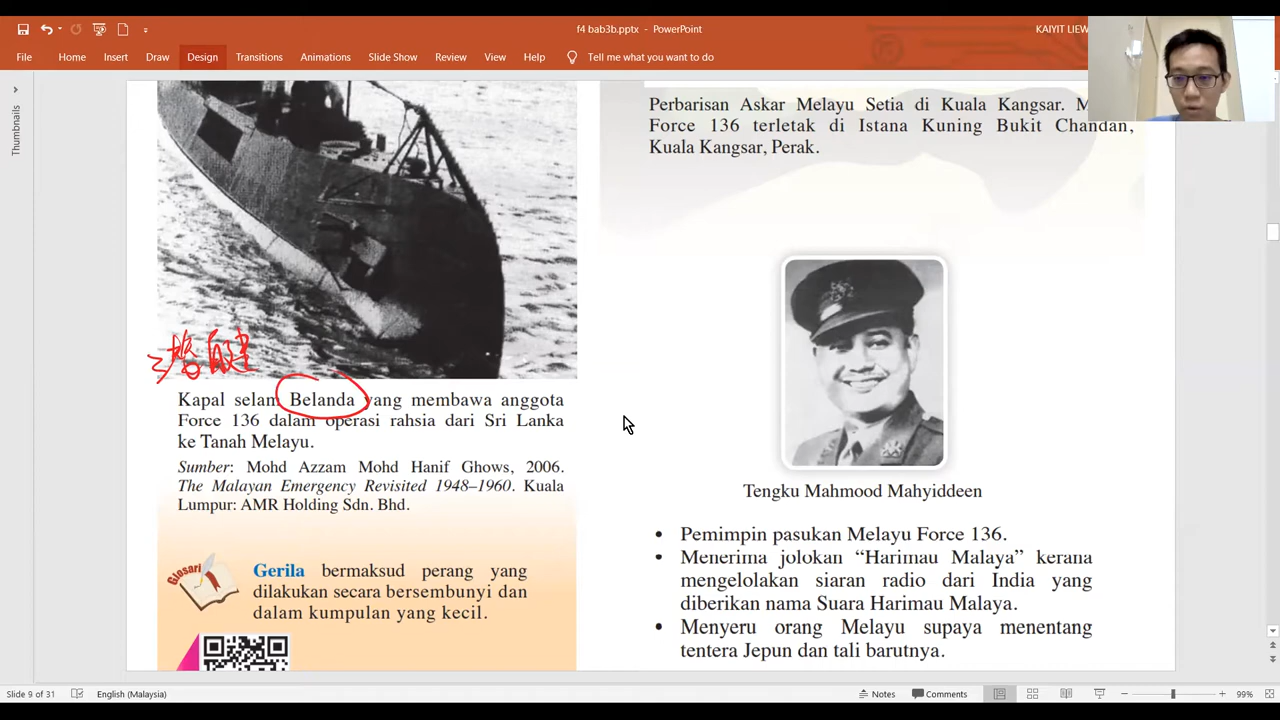 f4 bab3b.pptx - PowerPoint
KAIYIT LIEW
File Home Insert Draw Design Transitions Animations Slide Show Review View Help Tell me what you want to do
Thumbnails
Kapal selam Belanda yang membawa anggota
Force 136 dalam operasi rahsia dari Sri Lanka
ke Tanah Melayu.
Sumber: Mohd Azzam Mohd Hanif Ghows, 2006.
The Malayan Emergency Revisited 1948–1960. Kuala
Lumpur: AMR Holding Sdn. Bhd.
Glosari
Gerila bermaksud perang yang
dilakukan secara bersembunyi dan
dalam kumpulan yang kecil.
Perbarisan Askar Melayu Setia di Kuala Kangsar.
Force 136 terletak di Istana Kuning Bukit Chandan,
Kuala Kangsar, Perak.
Tengku Mahmood Mahyiddeen
• Pemimpin pasukan Melayu Force 136.
• Menerima jolokan “Harimau Malaya” kerana
mengelolakan siaran radio dari India yang
diberikan nama Suara Harimau Malaya.
• Menyeru orang Melayu supaya menentang
tentera Jepun dan tali barutnya.
Slide 9 of 31 English (Malaysia) Notes Comments 99%